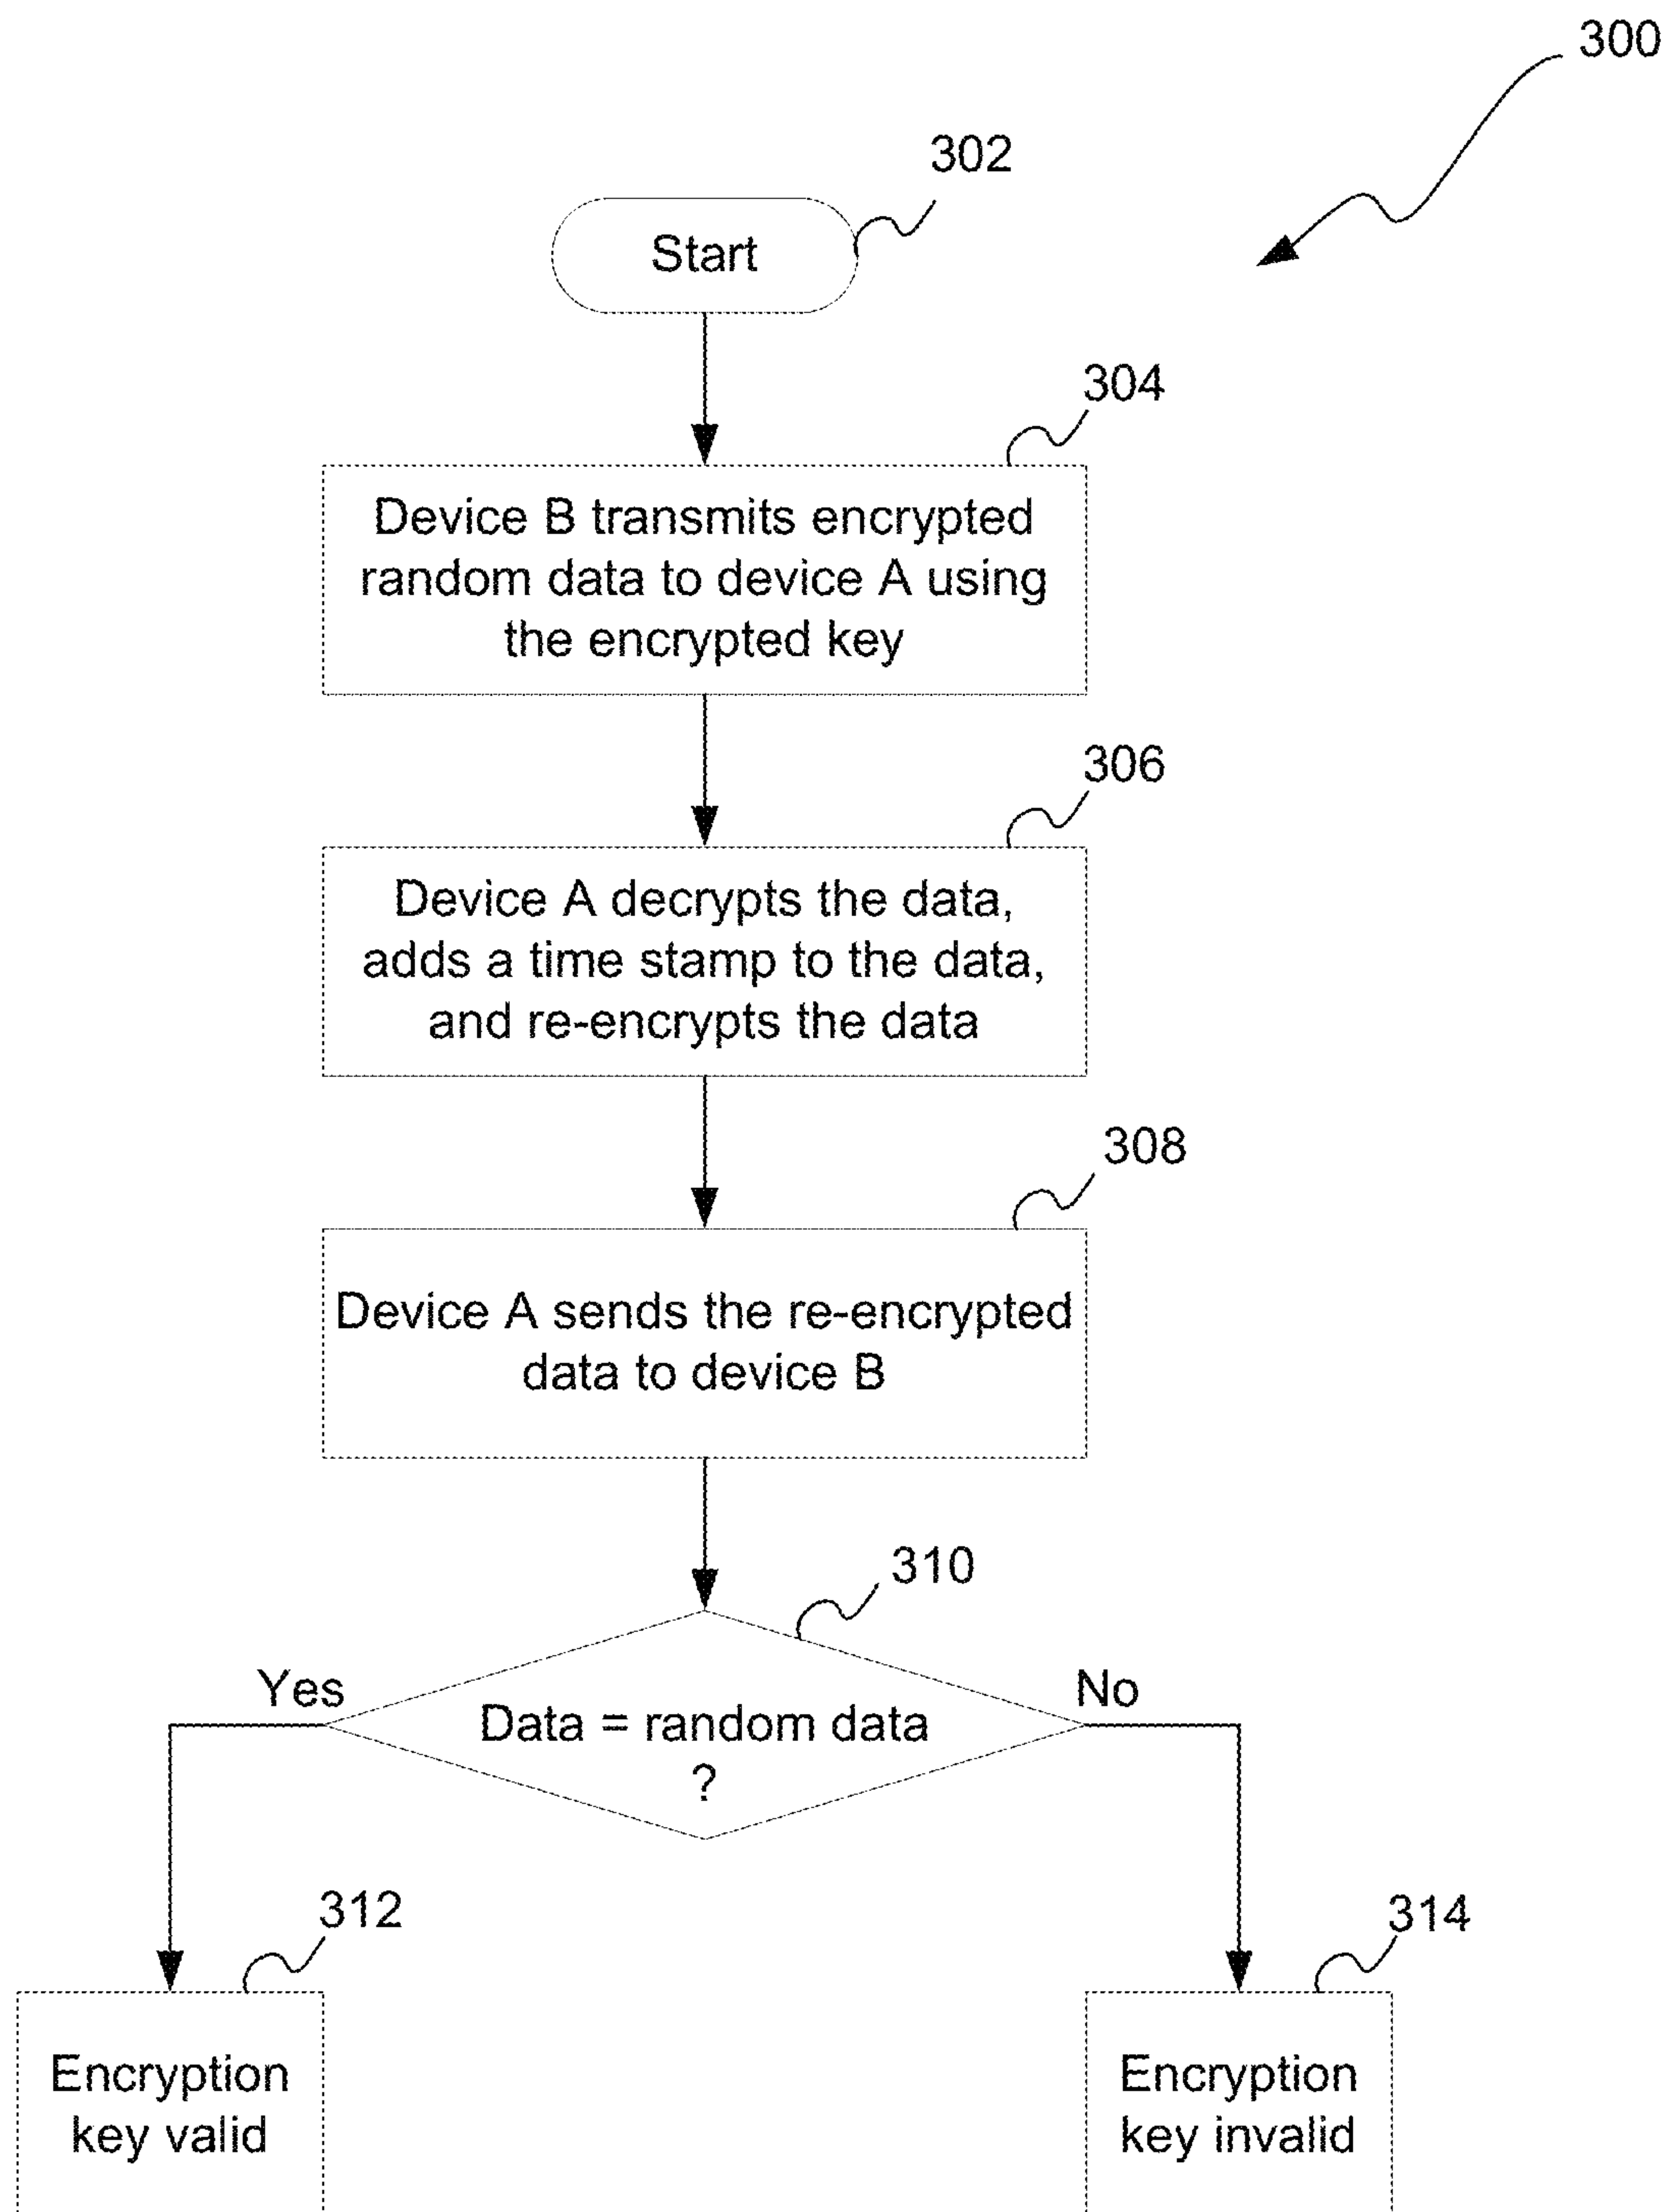 300
302
Start
304
Device B transmits encrypted
random data to device A using
the encrypted key
306
Device A decrypts the data,
adds a time stamp to the data,
and re-encrypts the data
308
Device A sends the re-encrypted
data to device B
310
Yes
No
Data = random data
?
312
314
Encryption
key valid
Encryption
key invalid